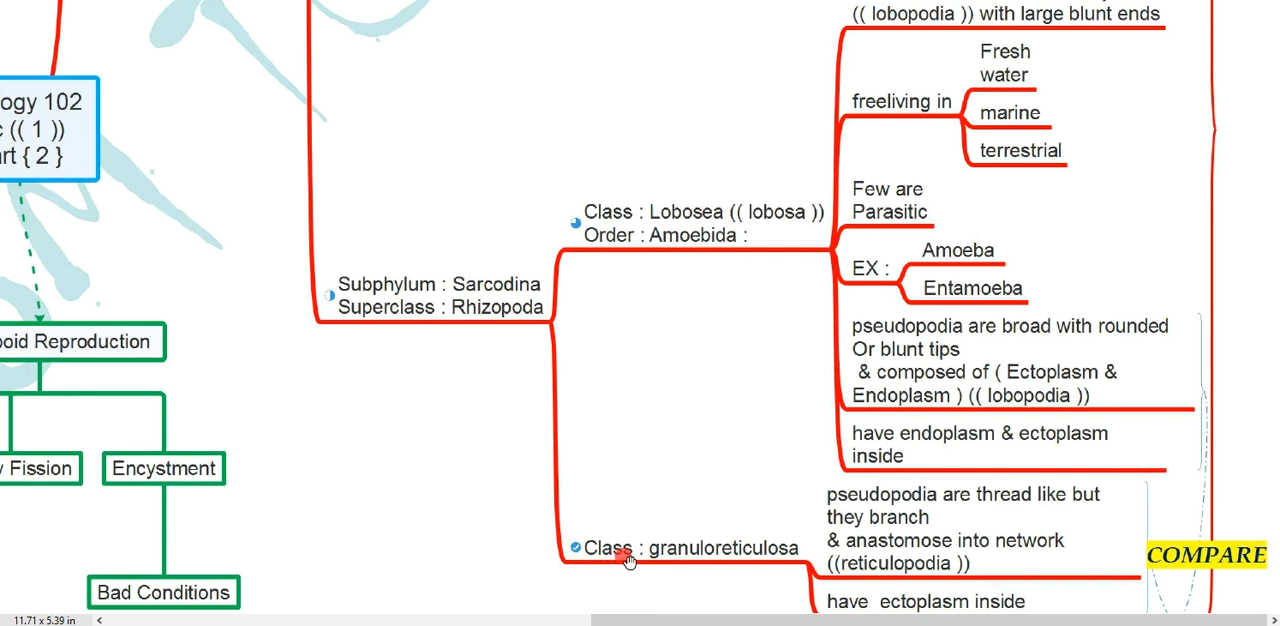 (( lobopodia )) with large blunt ends
Fresh
water
freeliving in
marine
terrestrial
ogy 102
(( 1 ))
rt { 2 }
Few are
Parasitic
Class : Lobosea (( lobosa ))
Order : Amoebida :
Amoeba
EX :
Entamoeba
Subphylum : Sarcodina
Superclass : Rhizopoda
pseudopodia are broad with rounded
Or blunt tips
& composed of ( Ectoplasm &
Endoplasm ) (( lobopodia ))
oid Reproduction
have endoplasm & ectoplasm
inside
Fission
Encystment
pseudopodia are thread like but
they branch
& anastomose into network
((reticulopodia ))
Class : granuloreticulosa
COMPARE
Bad Conditions
have ectoplasm inside
11.71 x 5.39 in